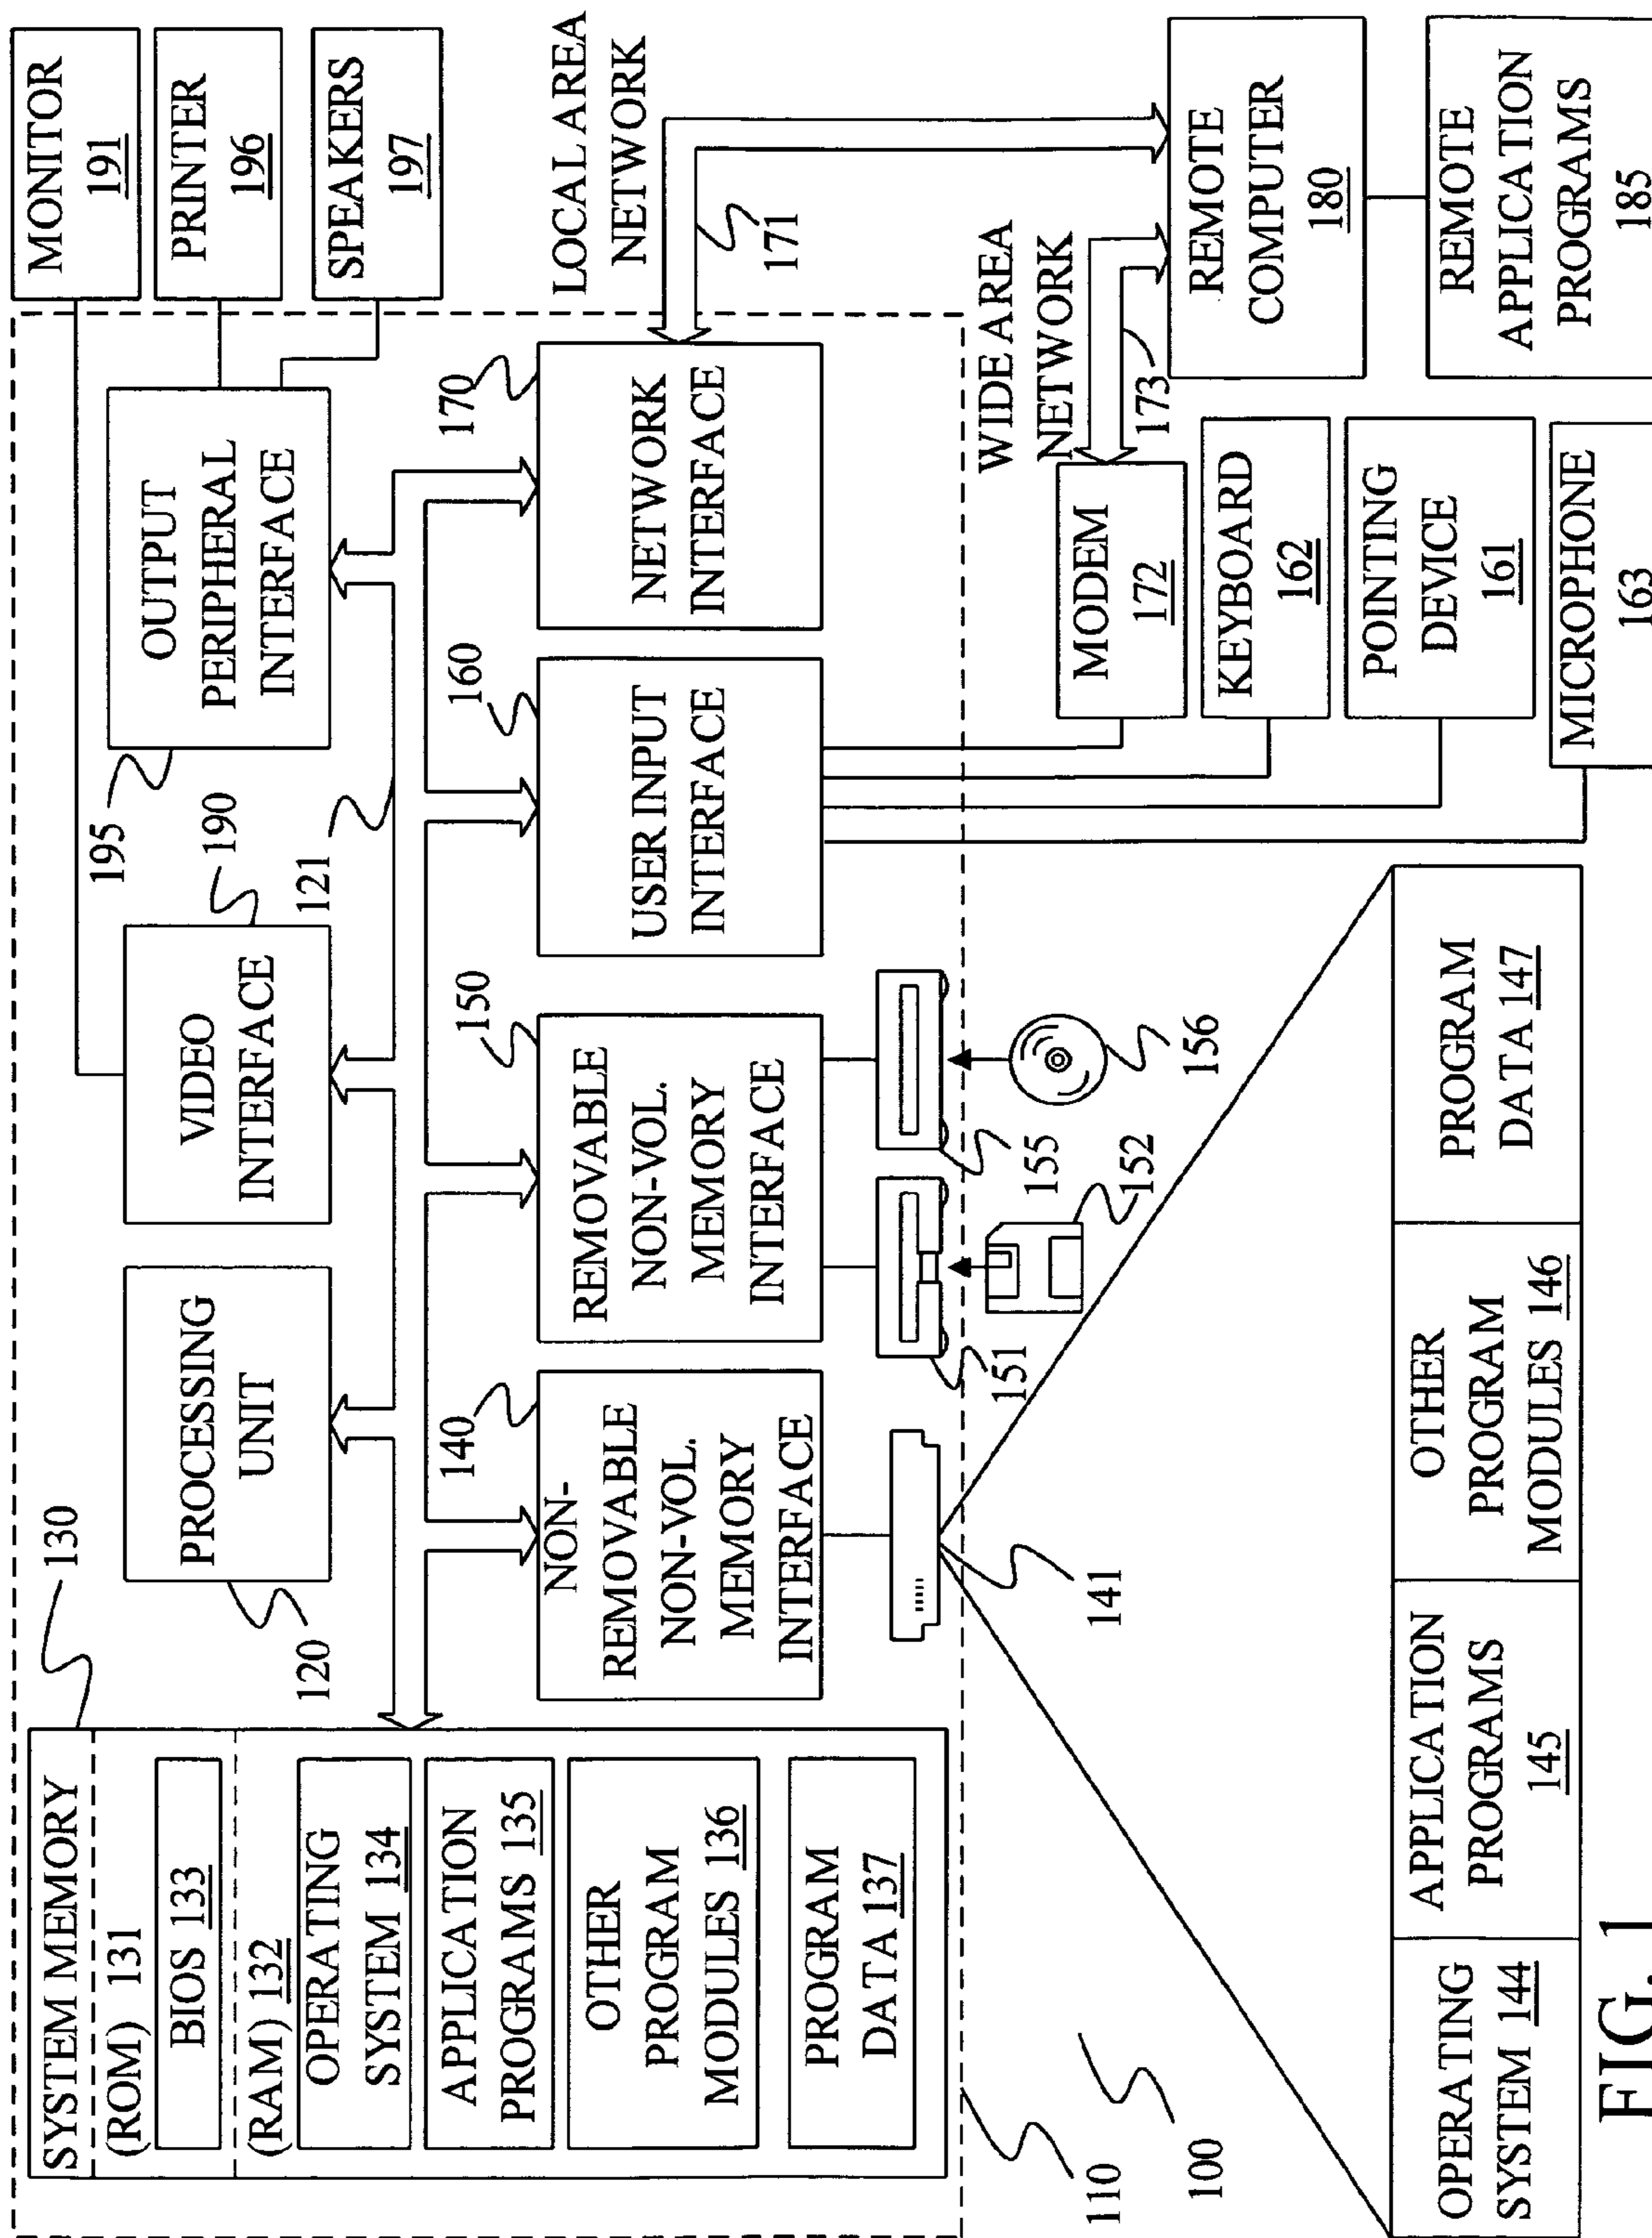 SYSTEM MEMORY
(ROM) 131
BIOS 133
(RAM) 132
OPERATING
SYSTEM 134
APPLICATION
PROGRAMS 135
OTHER
PROGRAM
MODULES 136
PROGRAM
DATA 137
130
PROCESSING
UNIT
120
VIDEO
INTERFACE
190
OUTPUT
PERIPHERAL
INTERFACE
195
121
MONITOR
191
PRINTER
196
SPEAKERS
197
140
NON-
REMOVABLE
NON-VOL.
MEMORY
INTERFACE
150
REMOVABLE
NON-VOL.
MEMORY
INTERFACE
160
USER INPUT
INTERFACE
170
NETWORK
INTERFACE
LOCAL AREA
NETWORK
171
WIDE AREA
NETWORK
173
141
151
152
155
156
MODEM
172
KEYBOARD
162
POINTING
DEVICE
161
MICROPHONE
163
REMOTE
COMPUTER
180
REMOTE
APPLICATION
PROGRAMS
185
110
100
OPERATING
SYSTEM 144
APPLICATION
PROGRAMS
145
OTHER
PROGRAM
MODULES 146
PROGRAM
DATA 147
FIG. 1